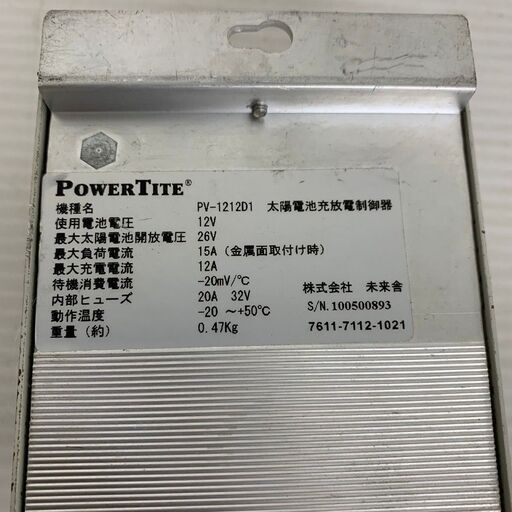 POWERTITE®
機種名 PV-1212D1 太陽電池充放電制御器
使用電池電圧 12V
最大太陽電池開放電圧 26V
最大負荷電流 15A (金属面取付け時)
最大充電電流 12A
待機消費電流 -20mV/℃
内部ヒューズ 20A 32V
動作温度 -20 ～+50℃
重量(約) 0.47Kg
株式会社 未来舎
S/N.100500893
7611-7112-1021